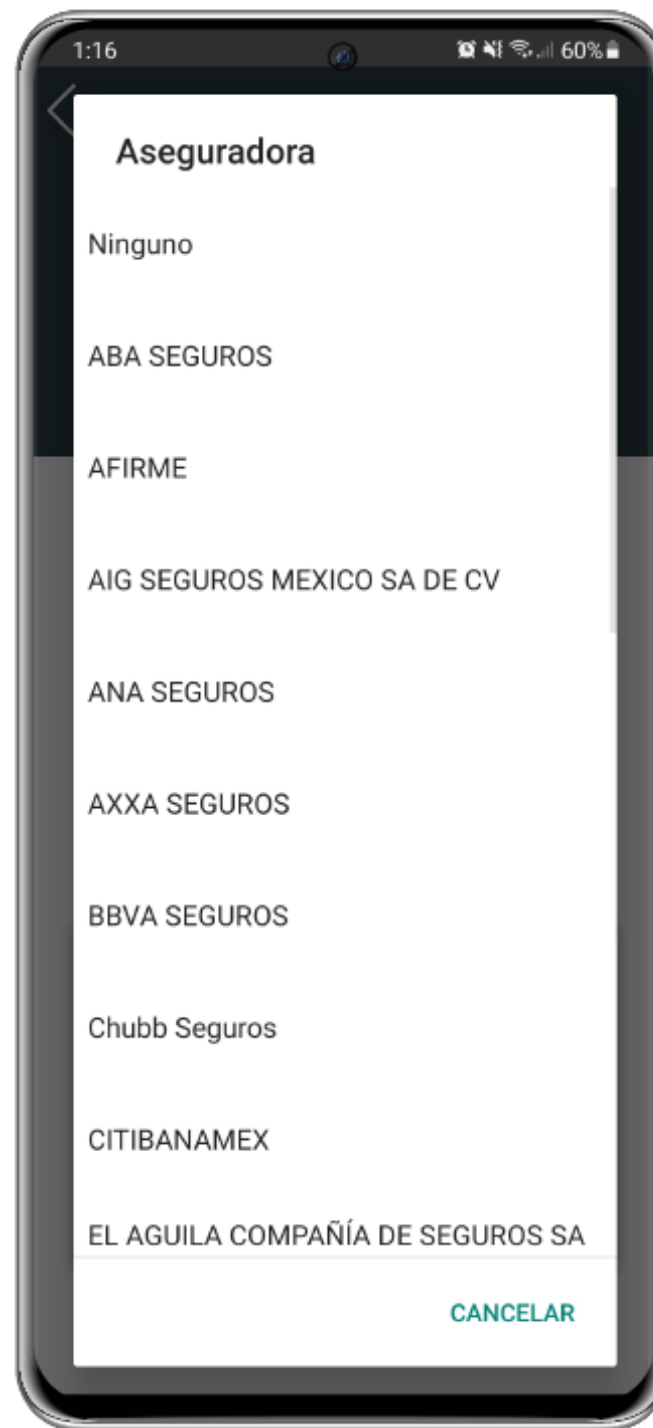 1:16
60%
Aseguradora
Ninguno
ABA SEGUROS
AFIRME
AIG SEGUROS MEXICO SA DE CV
ANA SEGUROS
AXXA SEGUROS
BBVA SEGUROS
Chubb Seguros
CITIBANAMEX
EL AGUILA COMPAÑÍA DE SEGUROS SA
CANCELAR